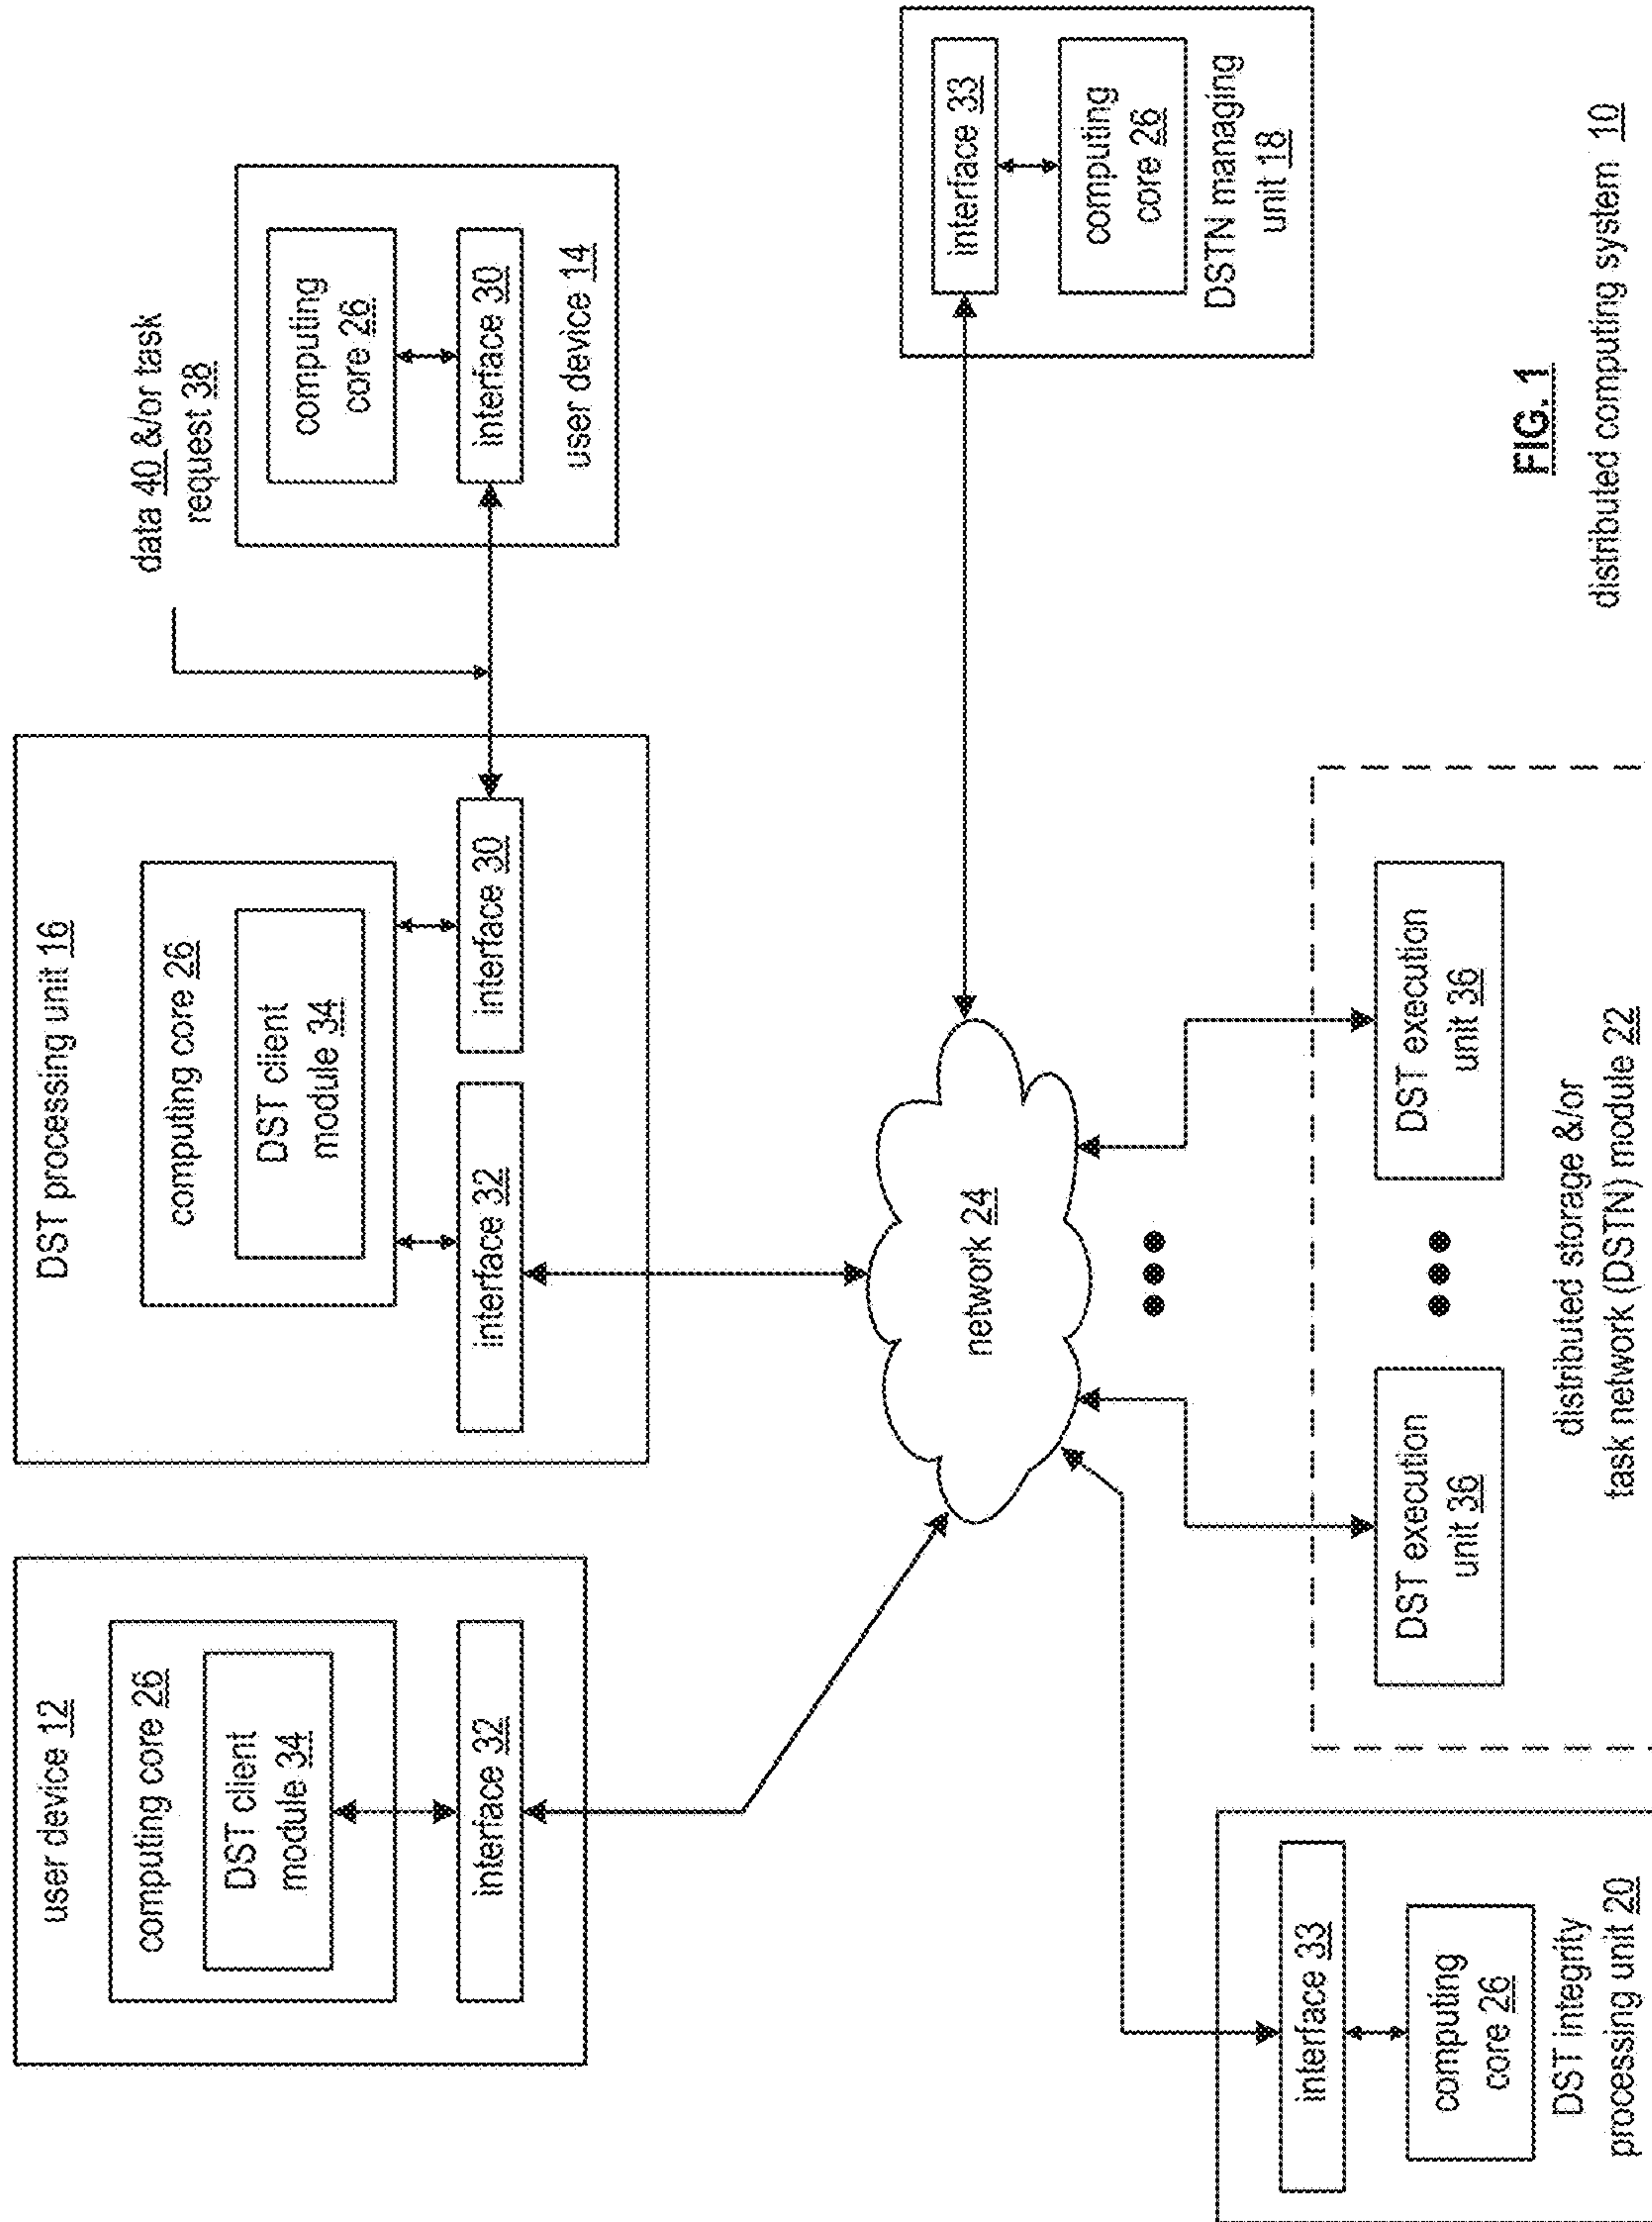 user device 12
computing core 26
DST client
module 34
interface 32
DST processing unit 16
computing core 26
DST client
module 34
interface 32
interface 30
data 40 &/or task
request 38
computing
core 26
interface 30
user device 14
network 24
interface 33
computing
core 26
DSTN managing
unit 18
interface 33
computing
core 26
DST integrity
processing unit 20
DST execution
unit 36
DST execution
unit 36
distributed storage &/or
task network (DSTN) module 22
FIG. 1
distributed computing system 10